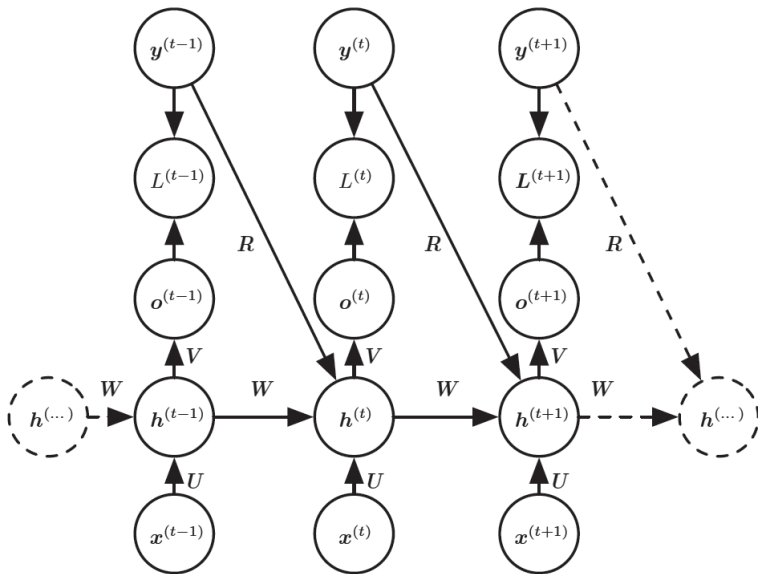 y^(t−1) y^(t) y^(t+1)
L^(t−1) L^(t) L^(t+1)
R R R
o^(t−1) o^(t) o^(t+1)
V V V
W W W W
h^(...) h^(t−1) h^(t) h^(t+1) h^(...)
U U U
x^(t−1) x^(t) x^(t+1)